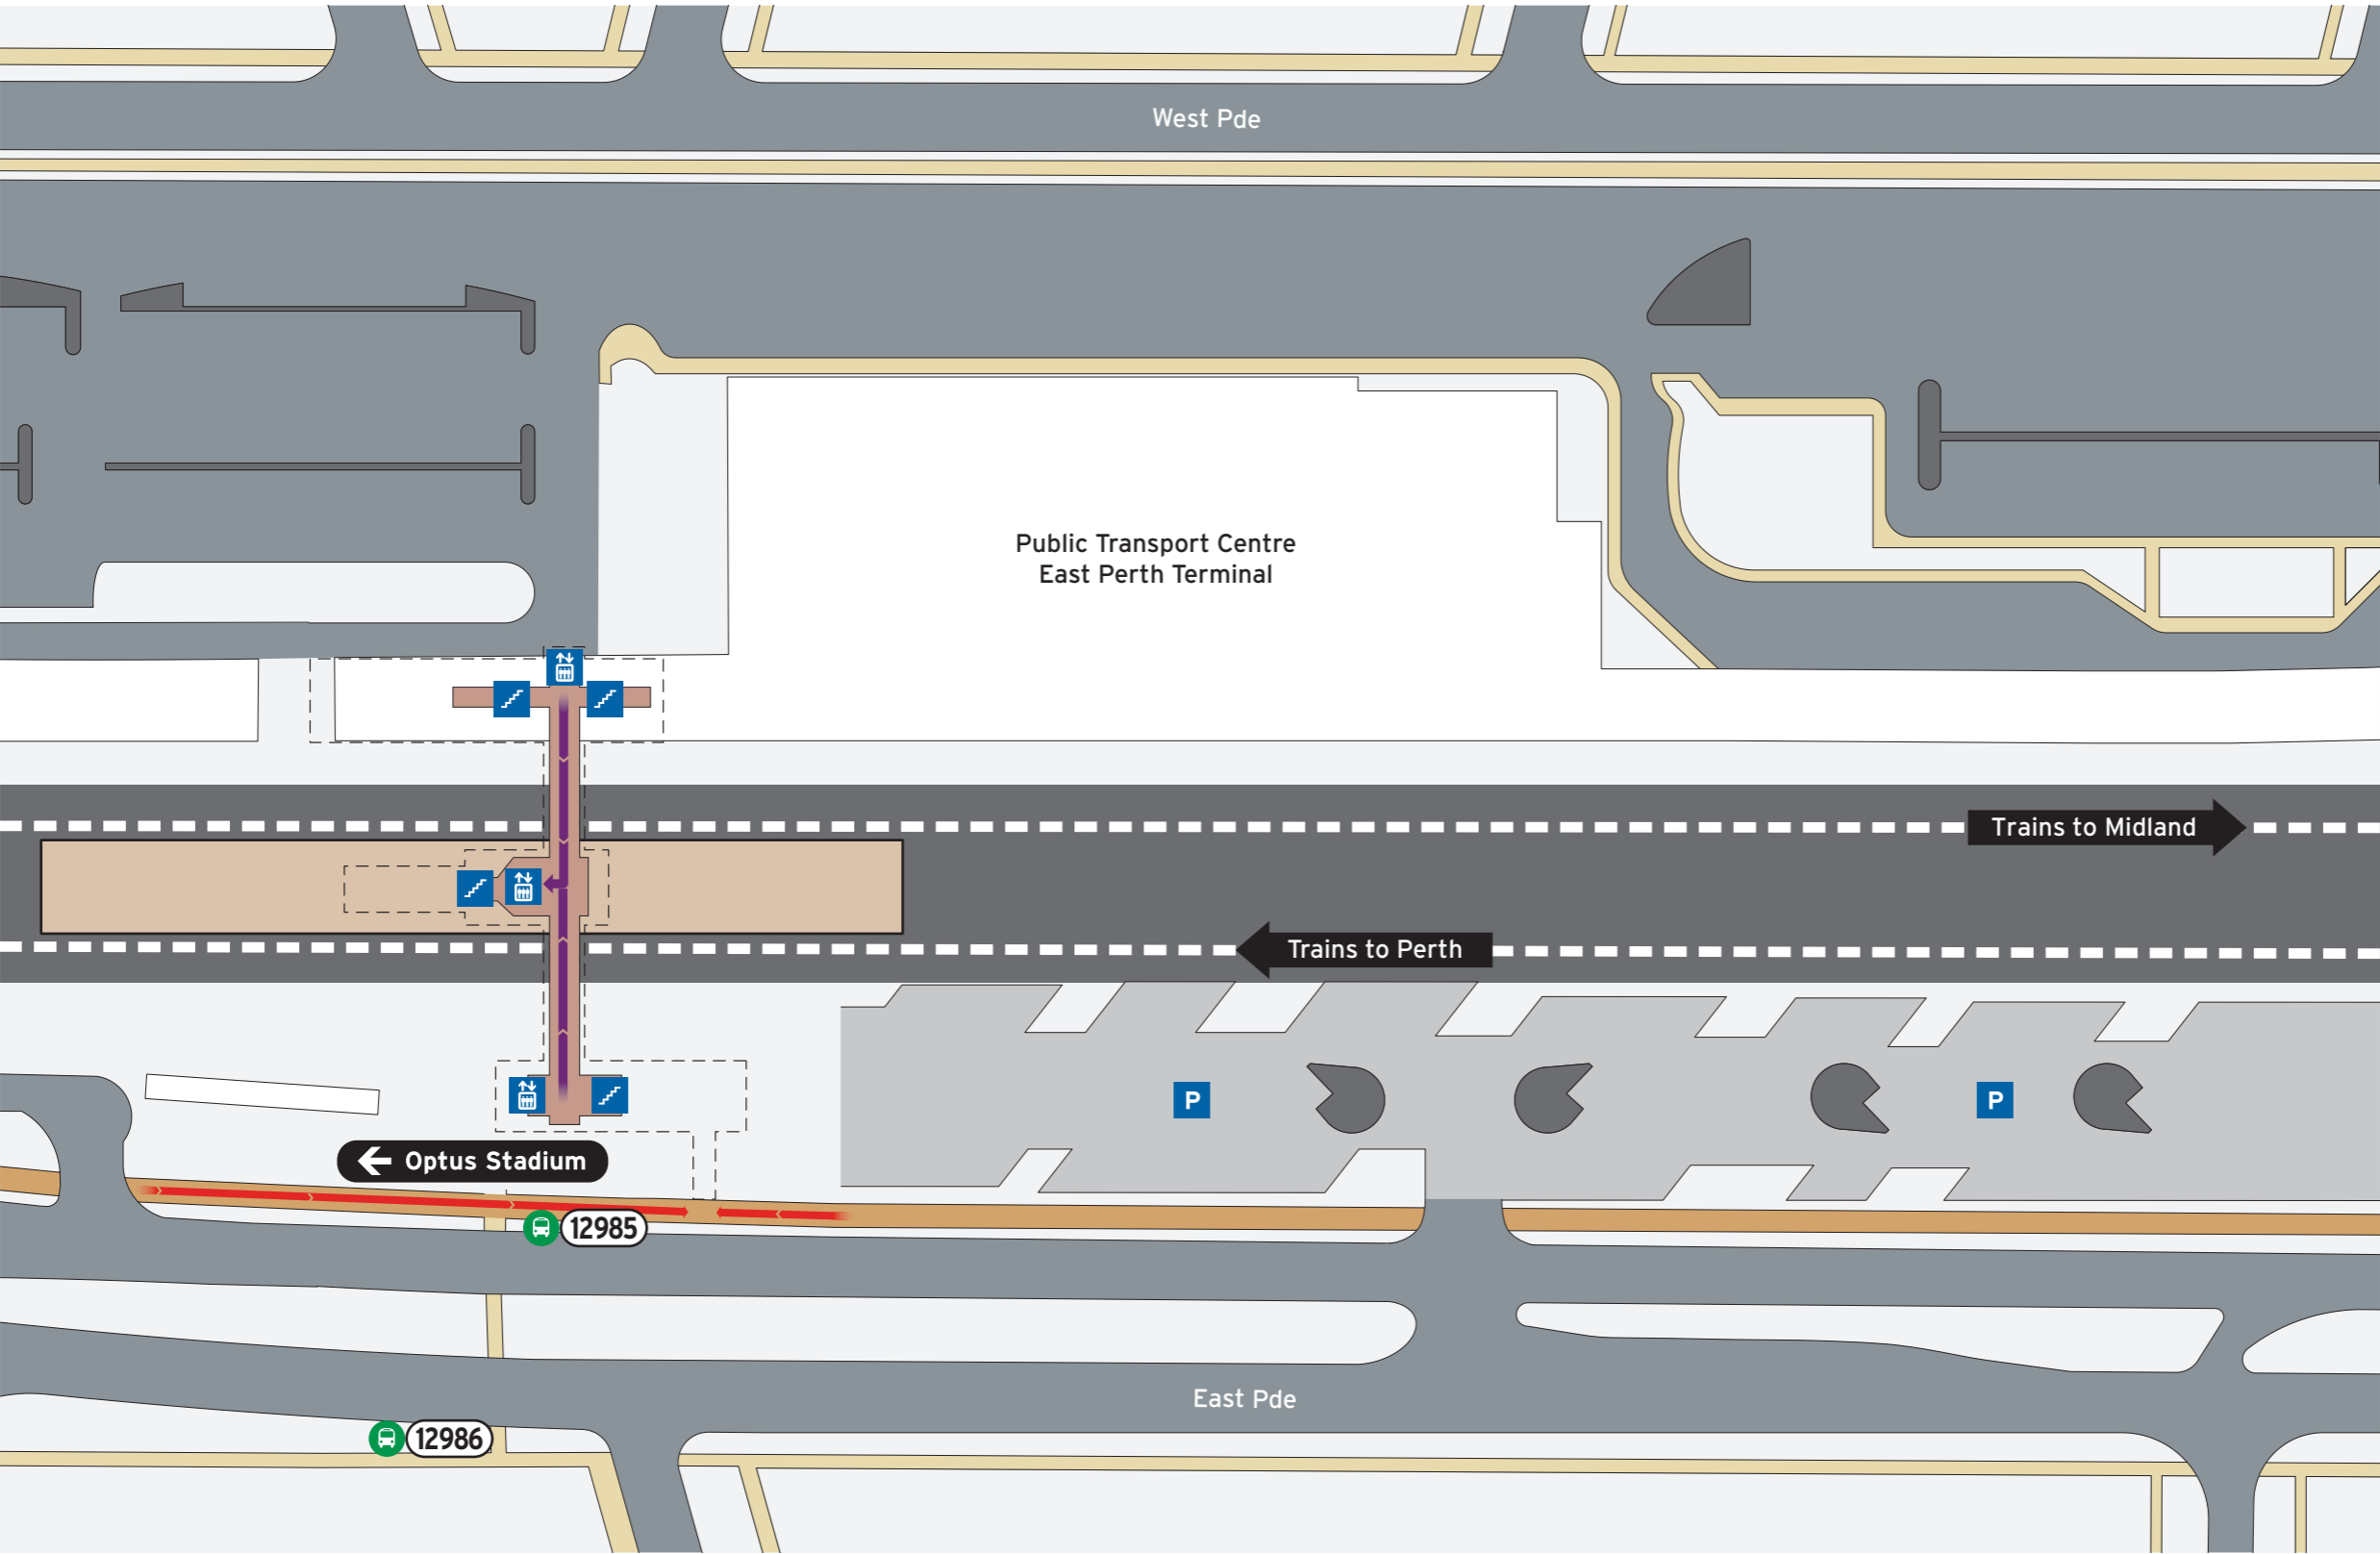 West Pde
Public Transport Centre
East Perth Terminal
Trains to Midland
Trains to Perth
P
P
Optus Stadium
12985
East Pde
12986